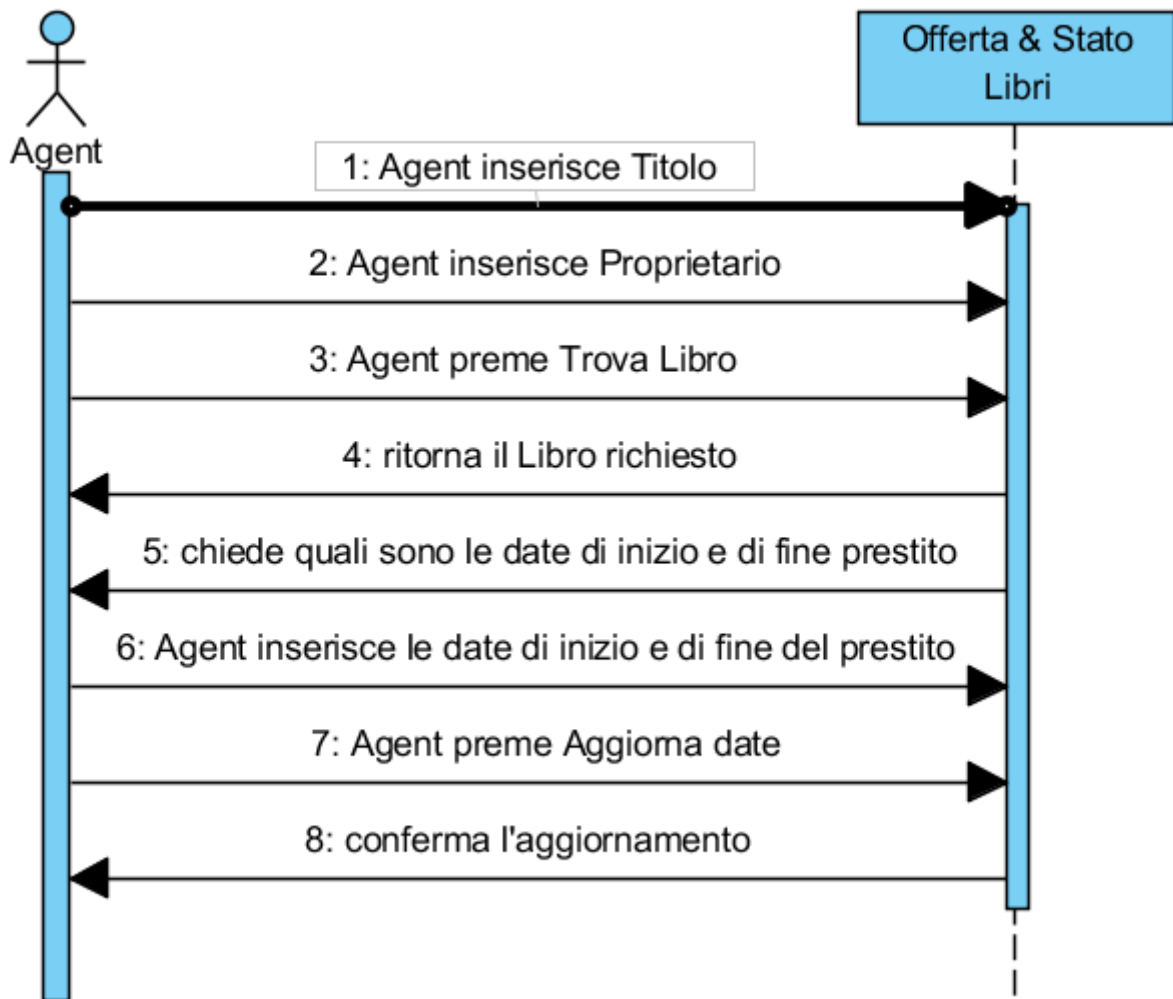 Offerta & Stato
Libri
Agent
1: Agent inserisce Titolo
2: Agent inserisce Proprietario
3: Agent preme Trova Libro
4: ritorna il Libro richiesto
5: chiede quali sono le date di inizio e di fine prestito
6: Agent inserisce le date di inizio e di fine del prestito
7: Agent preme Aggiorna date
8: conferma l'aggiornamento